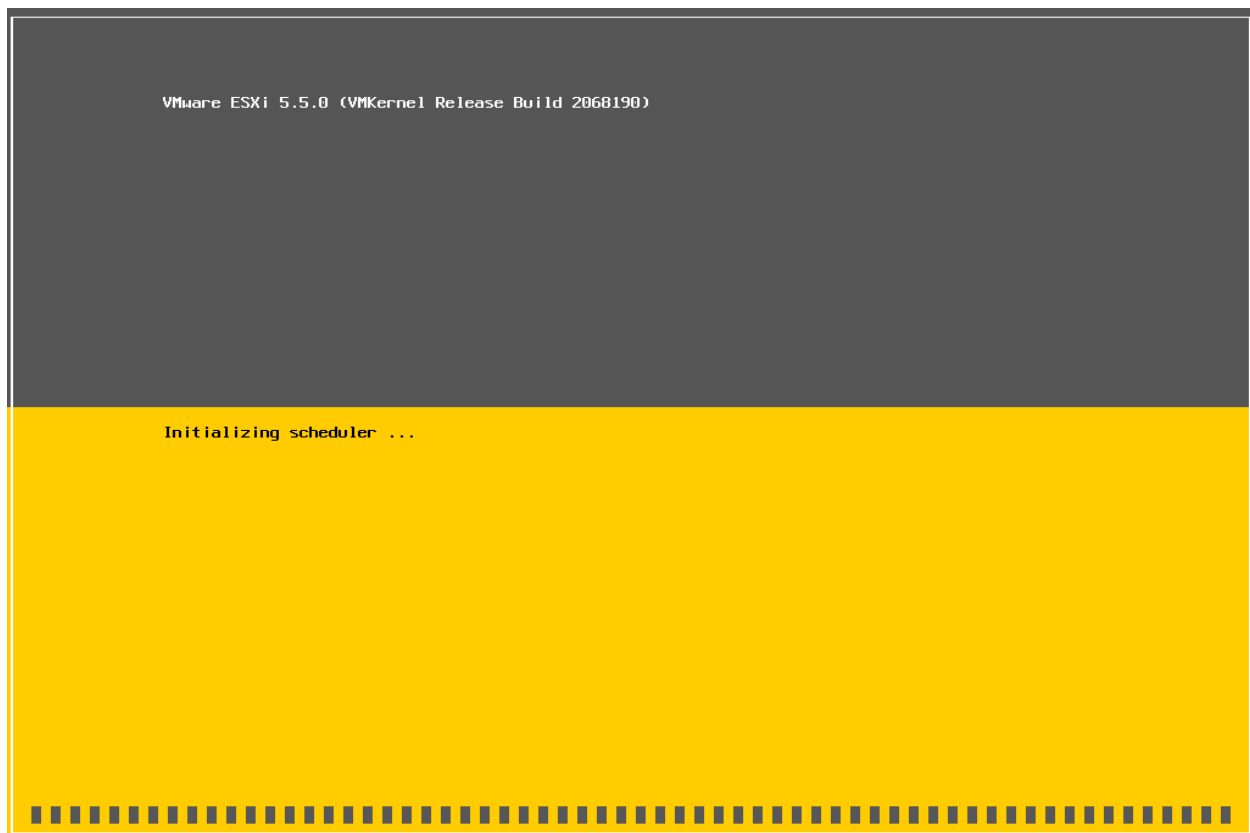 VMware ESXi 5.5.0 (VMKernel Release Build 2068190)
Initializing scheduler ...